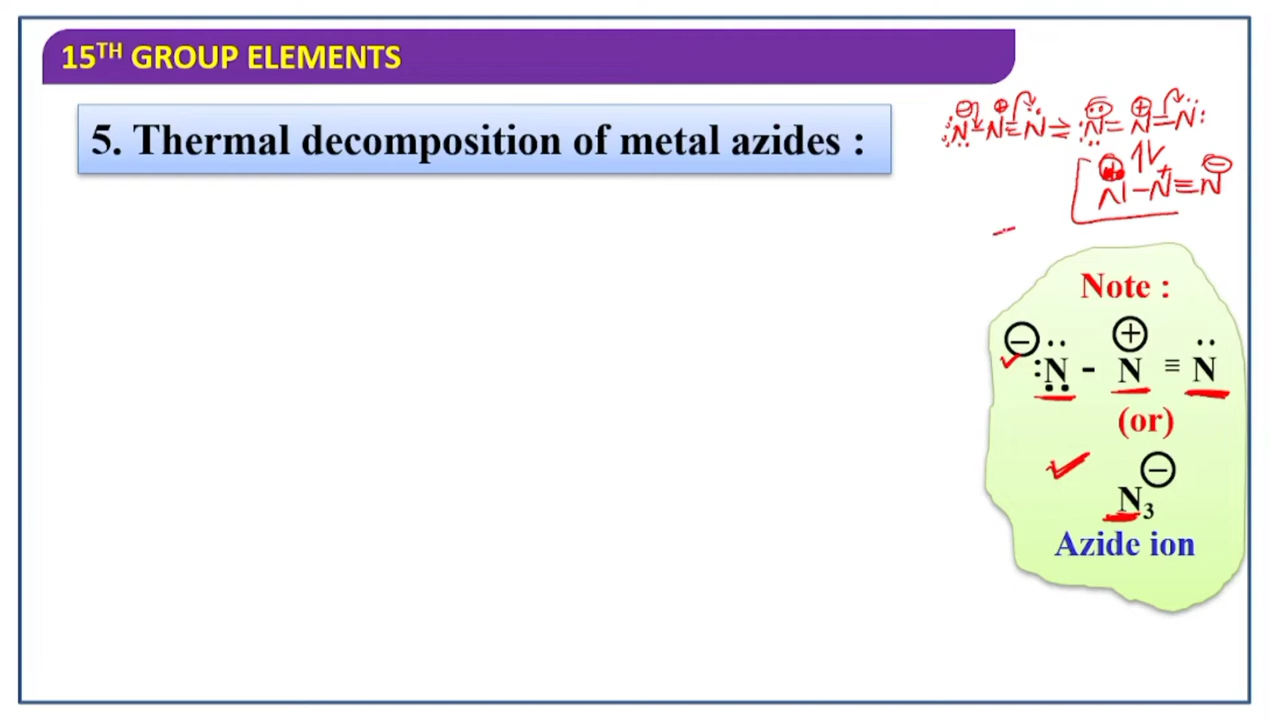 15TH GROUP ELEMENTS
5. Thermal decomposition of metal azides :
N-N≡N ⇌ N=N=N
N-N≡N
Note :
N - N ≡ N
(or)
N3
Azide ion